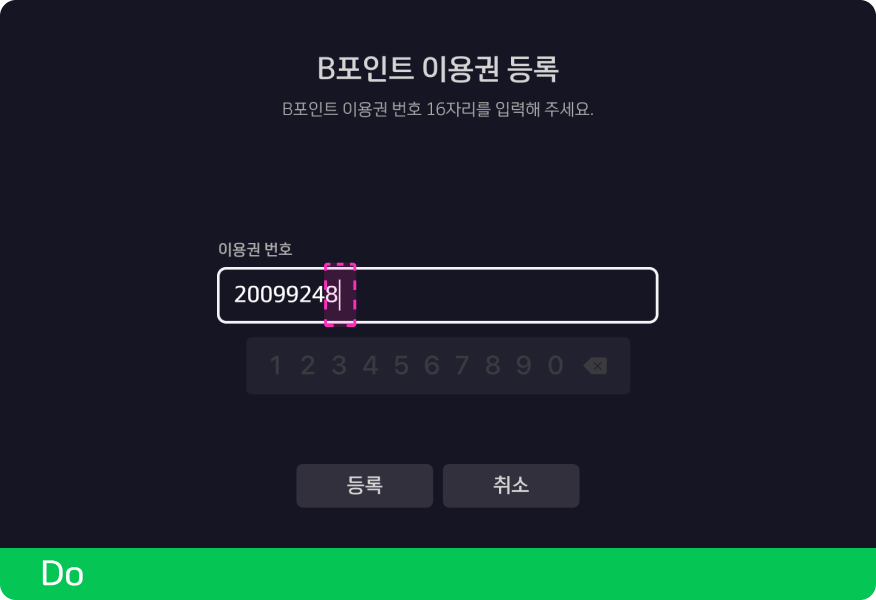 B포인트 이용권 등록
B포인트 이용권 번호 16자리를 입력해 주세요.
이용권 번호
20099248
1 2 3 4 5 6 7 8 9 0
등록 취소
Do